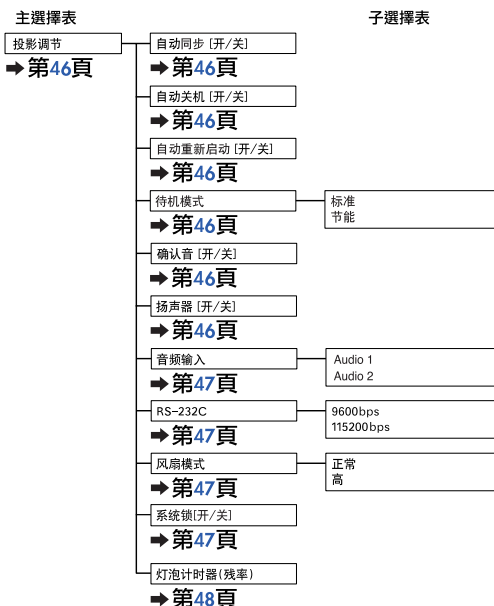 主選擇表
子選擇表
投影调节
➡第46頁
自动同步 [开/关]
➡第46頁
自动关机 [开/关]
➡第46頁
自动重新启动 [开/关]
➡第46頁
待机模式
➡第46頁
标准
节能
确认音 [开/关]
➡第46頁
扬声器 [开/关]
➡第46頁
音频输入
➡第47頁
Audio 1
Audio 2
RS-232C
➡第47頁
9600bps
115200bps
风扇模式
➡第47頁
正常
高
系统锁[开/关]
➡第47頁
灯泡计时器(残率)
➡第48頁